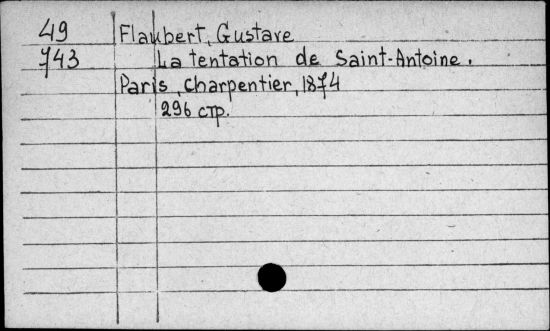 49 Flaubert, Gustave
743 La tentation de Saint-Antoine.
Paris, Charpentier, 1874
296 стр.